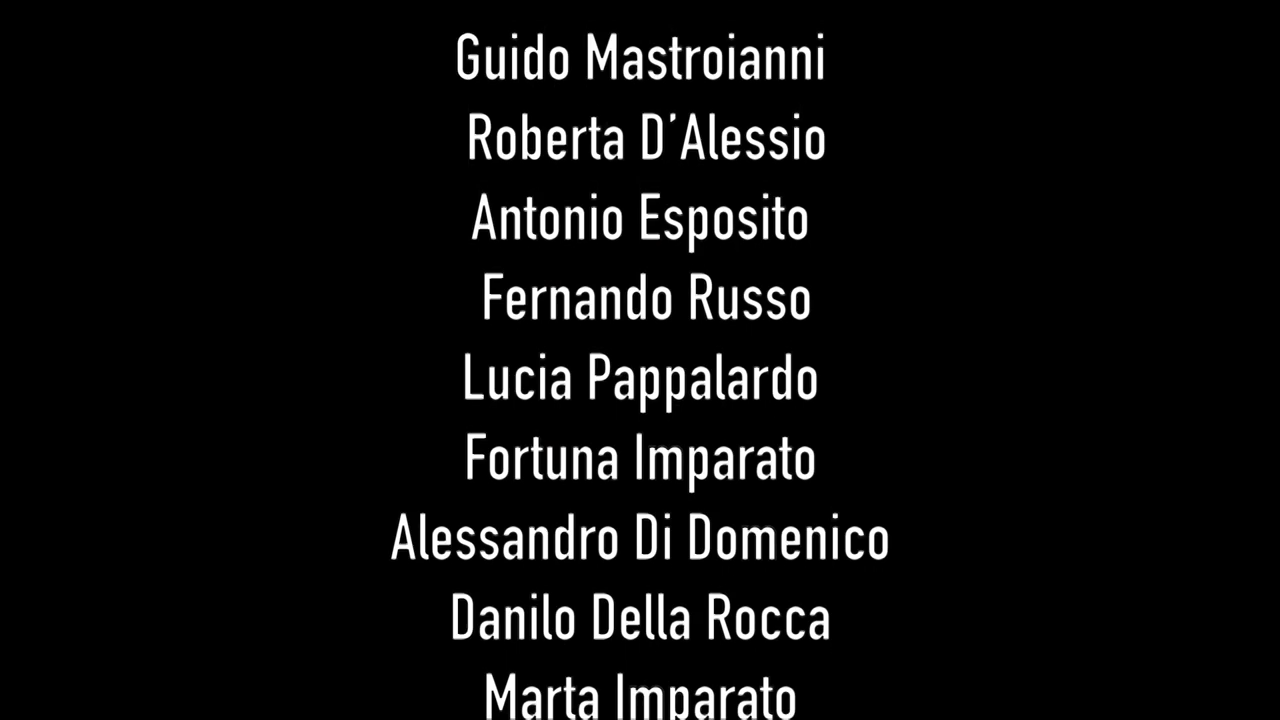 Guido Mastroianni
Roberta D’Alessio
Antonio Esposito
Fernando Russo
Lucia Pappalardo
Fortuna Imparato
Alessandro Di Domenico
Danilo Della Rocca
Marta Imparato